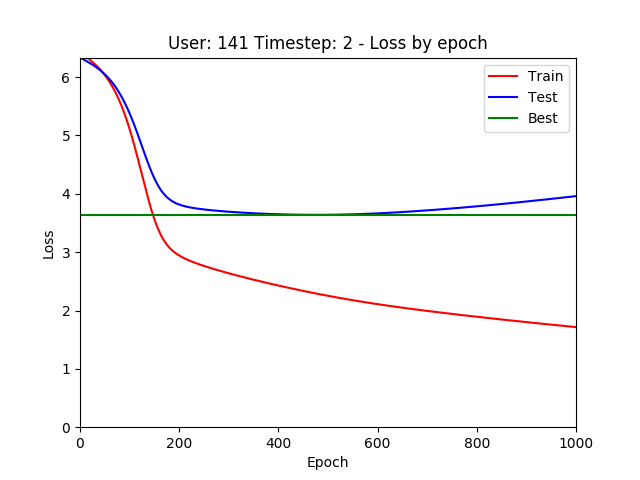 User: 141 Timestep: 2 - Loss by epoch
Train
Test
Best
6
5
4
3
2
1
0
Loss
0 200 400 600 800 1000
Epoch